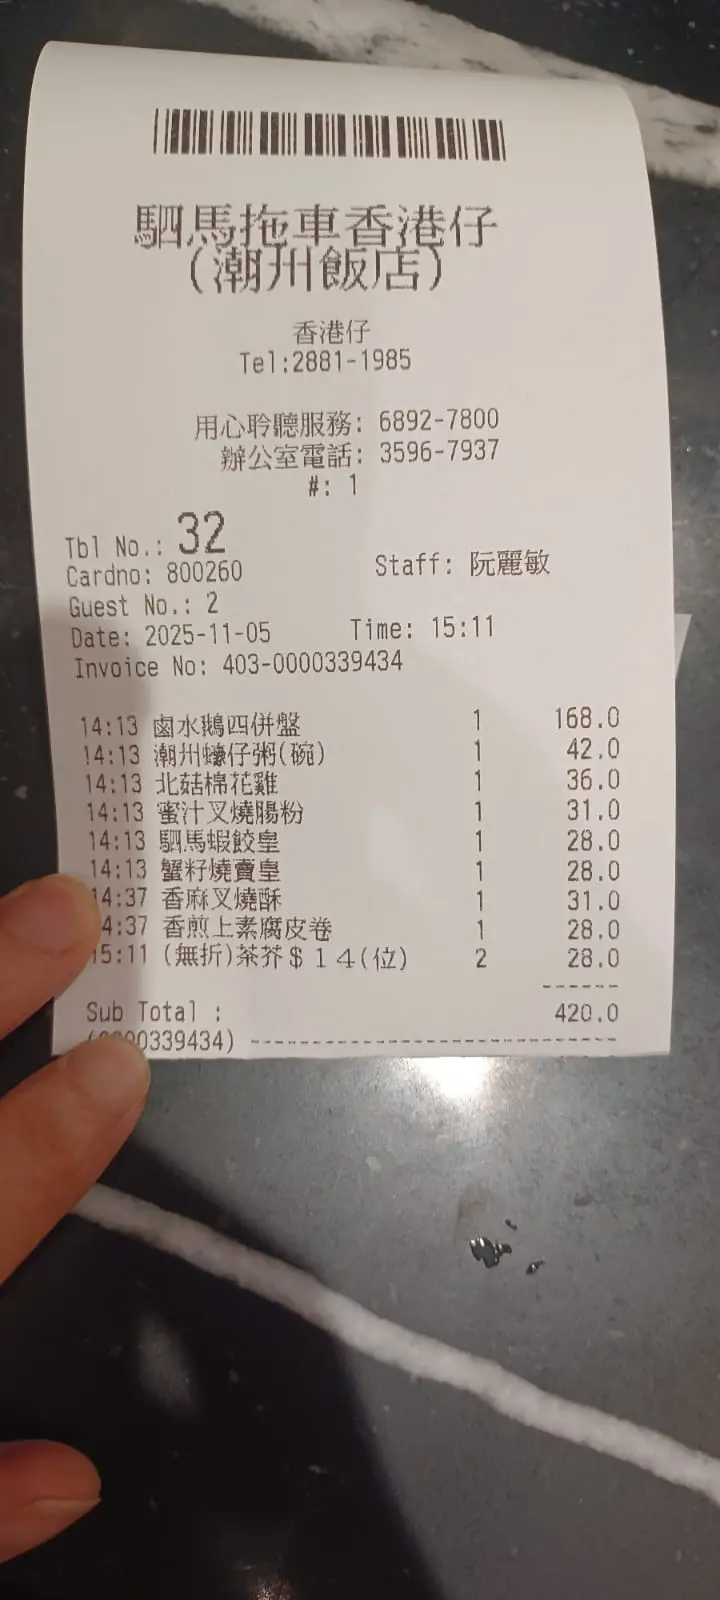 駟馬拖車香港仔
(潮州飯店)
香港仔
Tel:2881-1985
用心聆聽服務: 6892-7800
辦公室電話: 3596-7937
#: 1
Tbl No.: 32
Cardno: 800260 Staff: 阮麗敏
Guest No.: 2
Date: 2025-11-05 Time: 15:11
Invoice No: 403-0000339434
14:13 鹵水鵝四併盤 1 168.0
14:13 潮州蠔仔粥(碗) 1 42.0
14:13 北菇棉花雞 1 36.0
14:13 蜜汁叉燒腸粉 1 31.0
14:13 駟馬蝦餃皇 1 28.0
14:13 蟹籽燒賣皇 1 28.0
14:37 香麻叉燒酥 1 31.0
4:37 香煎上素腐皮卷 1 28.0
15:11 (無折)茶芥$14(位) 2 28.0
------
Sub Total : 420.0
(0000339434) -----------------------------